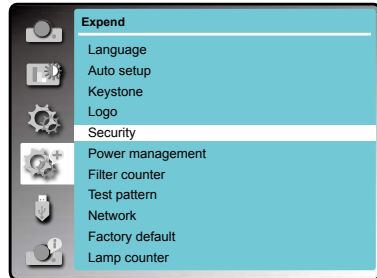 Expend
Language
Auto setup
Keystone
Logo
Security
Power management
Filter counter
Test pattern
Network
Factory default
Lamp counter